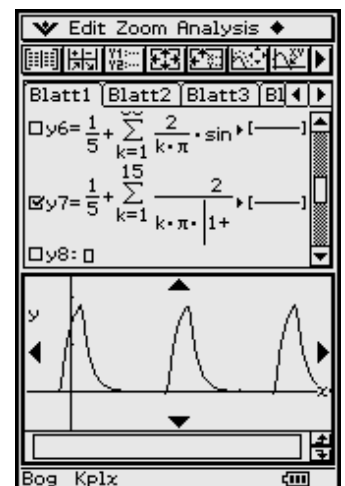 Edit Zoom Analysis
Y1:
Blatt1 Blatt2 Blatt3 Bl
y6=1/5+∑ k=1 2/k·π·sin
15
y7=1/5+∑ k=1 2/k·π·|1+
y8:
y
x
Bog Kplx